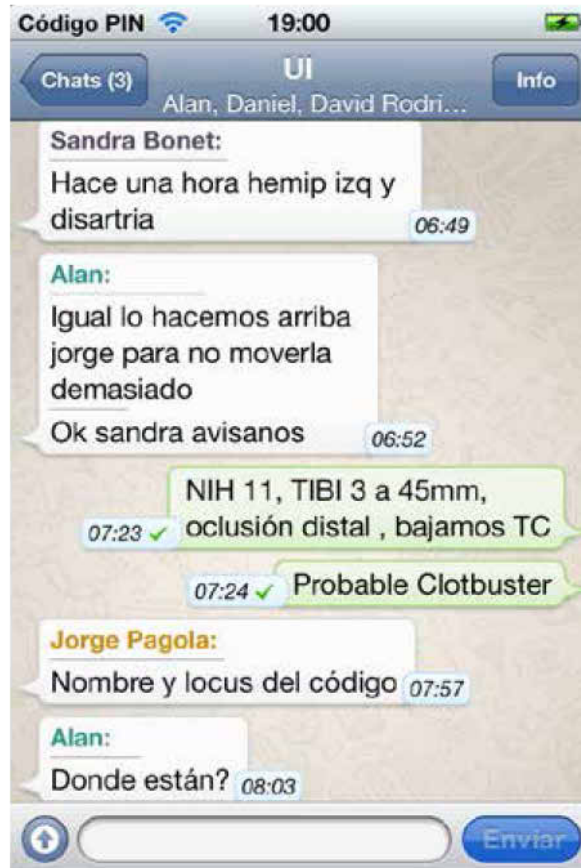 Código PIN 19:00
Chats (3)
UI
Info
Alan, Daniel, David Rodri...
Sandra Bonet:
Hace una hora hemip izq y
disartria
06:49
Alan:
Igual lo hacemos arriba
jorge para no moverla
demasiado
Ok sandra avisanos
06:52
NIH 11, TIBI 3 a 45mm,
oclusión distal , bajamos TC
07:23
Probable Clotbuster
07:24
Jorge Pagola:
Nombre y locus del código
07:57
Alan:
Donde están?
08:03
Enviar